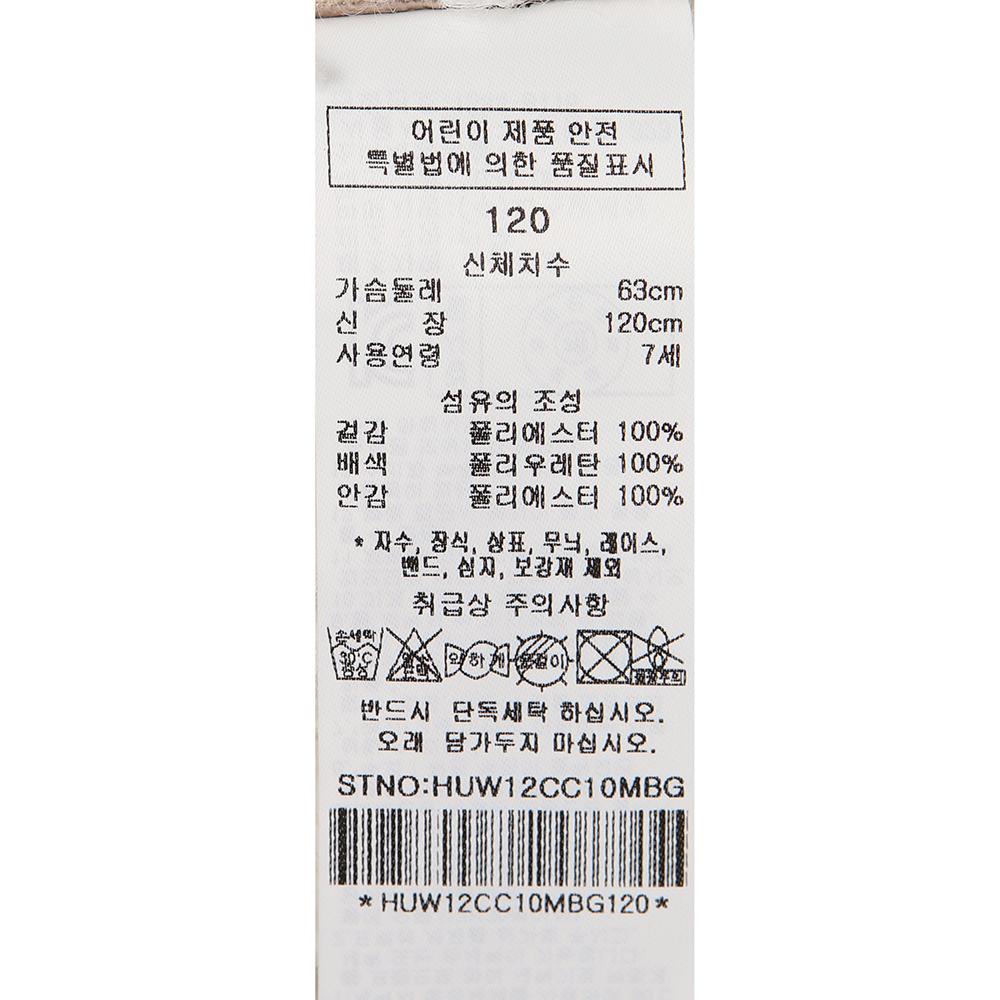 어린이 제품 안전
특별법에 의한 품질표시
120
신체치수
가슴둘레 63cm
신 장 120cm
사용연령 7세
섬유의 조성
겉감 폴리에스터 100%
배색 폴리우레탄 100%
안감 폴리에스터 100%
* 자수, 장식, 상표, 무늬, 레이스,
밴드, 심지, 보강재 제외
취급상 주의사항
손세탁 30℃ 중성 약하게 옷걸이
반드시 단독세탁 하십시오.
오래 담가두지 마십시오.
STNO:HUW12CC10MBG
*HUW12CC10MBG120*